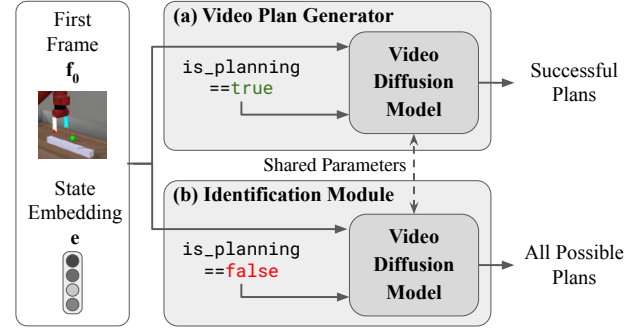 First
Frame
f₀
State
Embedding
e
(a) Video Plan Generator
is_planning
==true
Video
Diffusion
Model
Successful
Plans
Shared Parameters
(b) Identification Module
is_planning
==false
Video
Diffusion
Model
All Possible
Plans